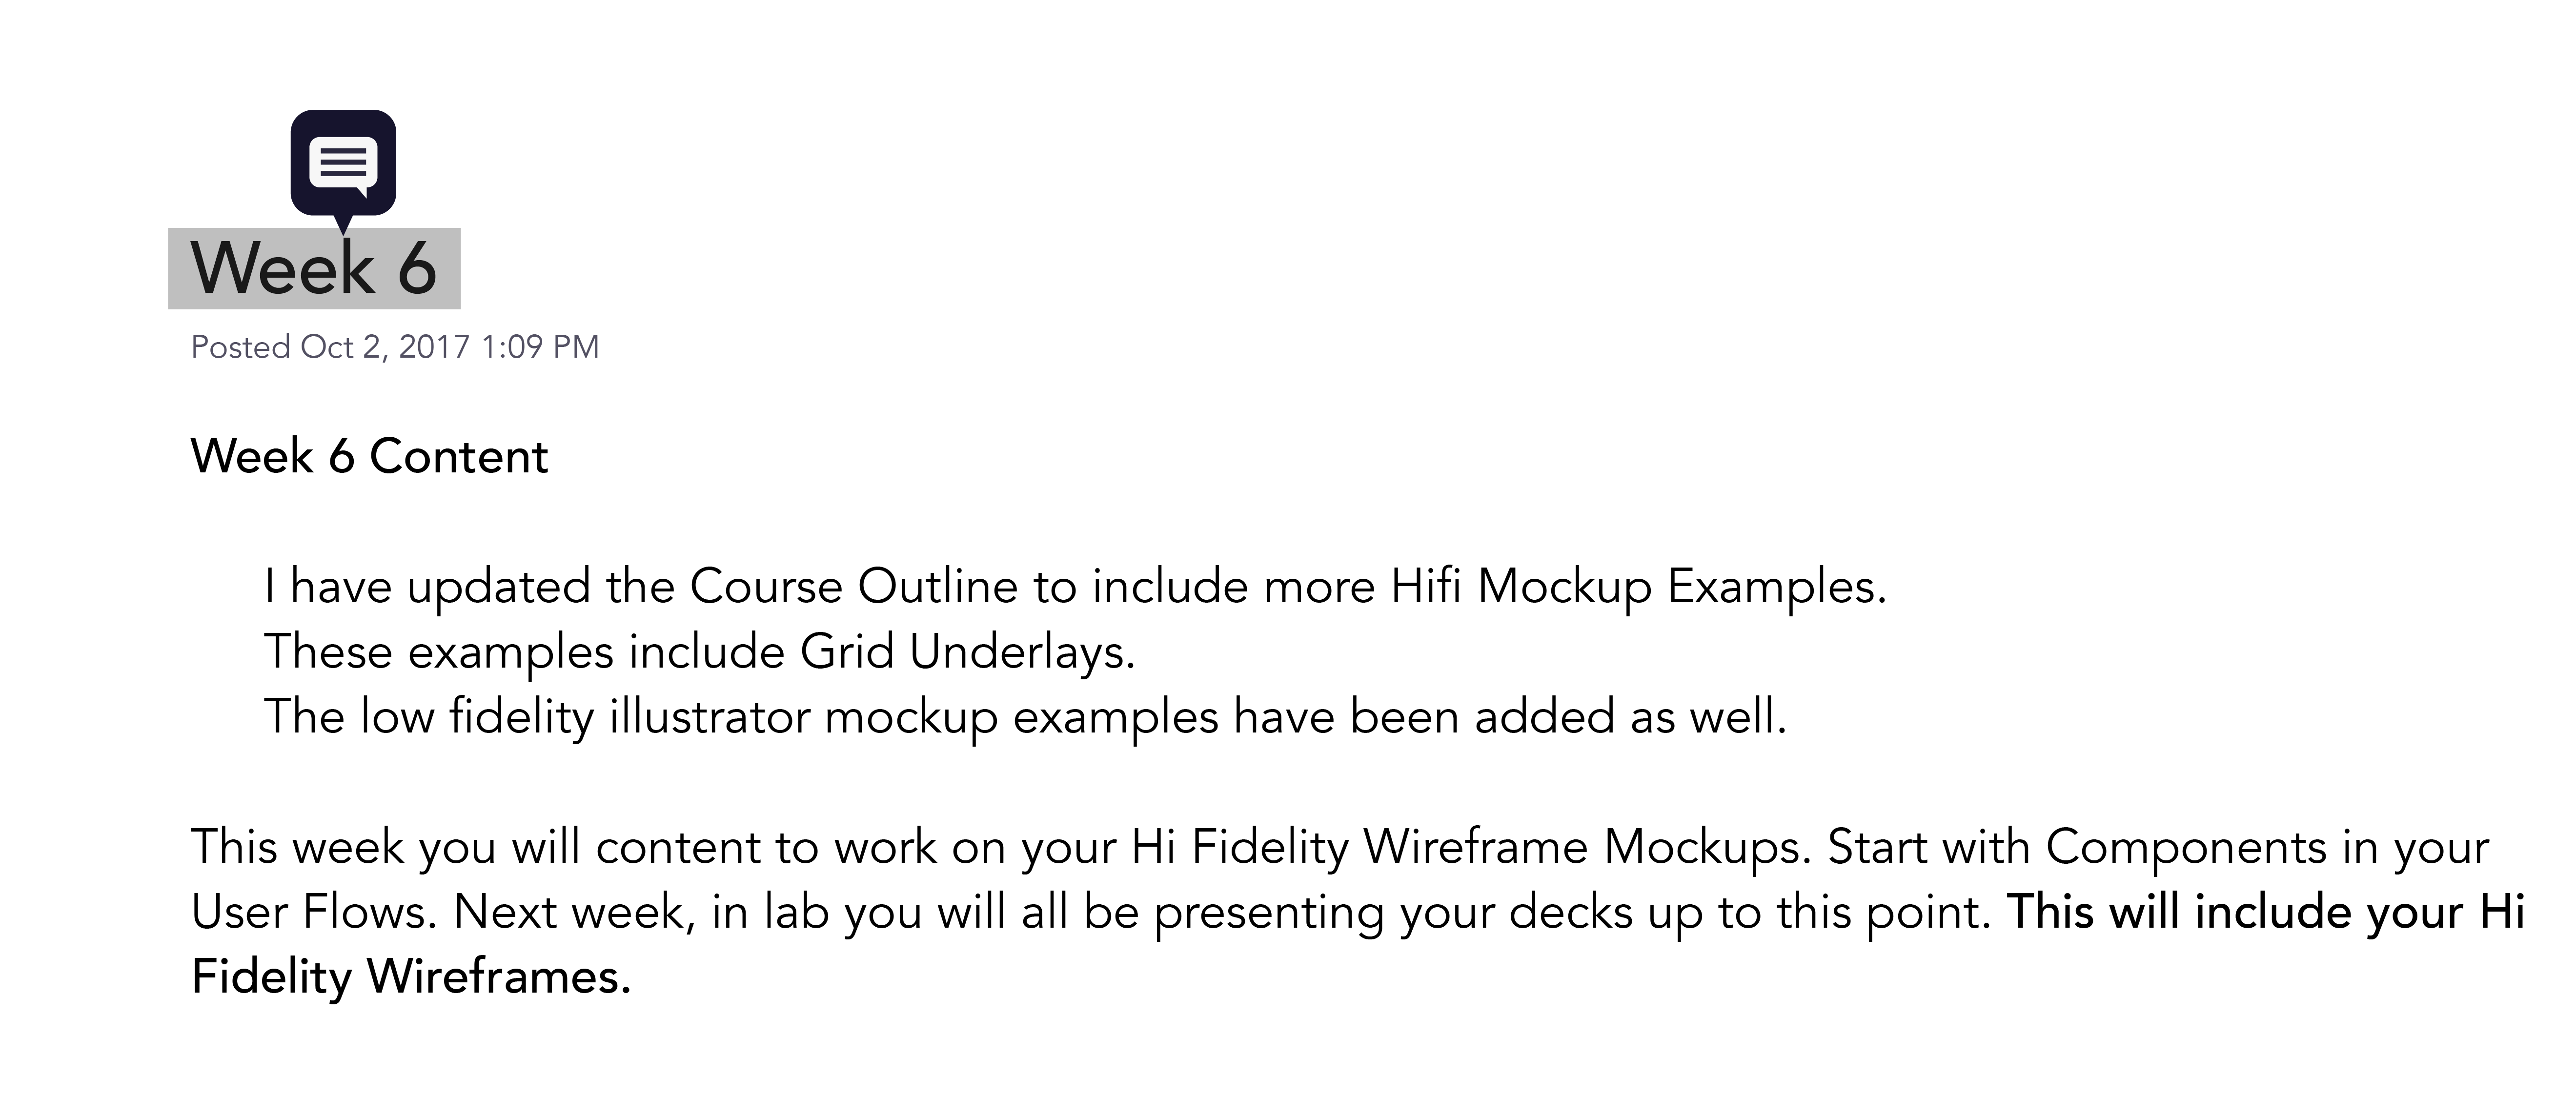 Week 6
Posted Oct 2, 2017 1:09 PM
Week 6 Content
I have updated the Course Outline to include more Hifi Mockup Examples.
These examples include Grid Underlays.
The low fidelity illustrator mockup examples have been added as well.
This week you will content to work on your Hi Fidelity Wireframe Mockups. Start with Components in your
User Flows. Next week, in lab you will all be presenting your decks up to this point. This will include your Hi
Fidelity Wireframes.